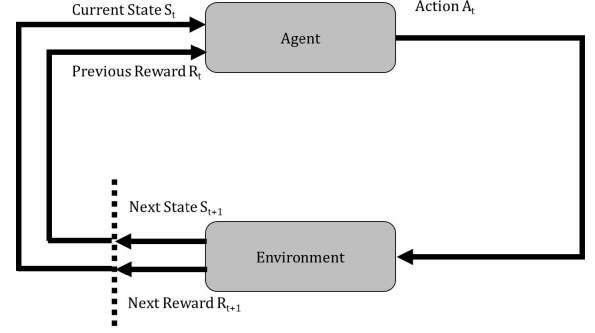 Current State Sₜ
Action Aₜ
Agent
Previous Reward Rₜ
Next State Sₜ₊₁
Environment
Next Reward Rₜ₊₁